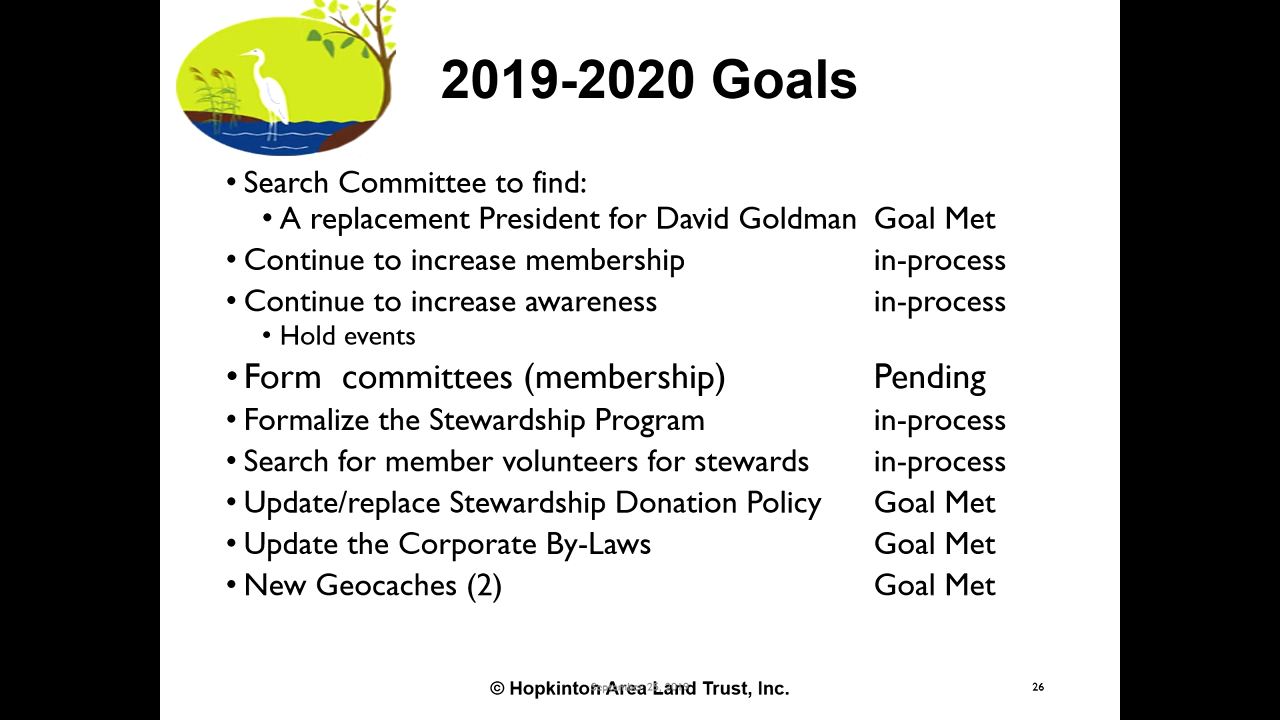 2019-2020 Goals
• Search Committee to find:
• A replacement President for David Goldman Goal Met
• Continue to increase membership in-process
• Continue to increase awareness in-process
• Hold events
• Form committees (membership) Pending
• Formalize the Stewardship Program in-process
• Search for member volunteers for stewards in-process
• Update/replace Stewardship Donation Policy Goal Met
• Update the Corporate By-Laws Goal Met
• New Geocaches (2) Goal Met
© Hopkinton Area Land Trust, Inc.
26